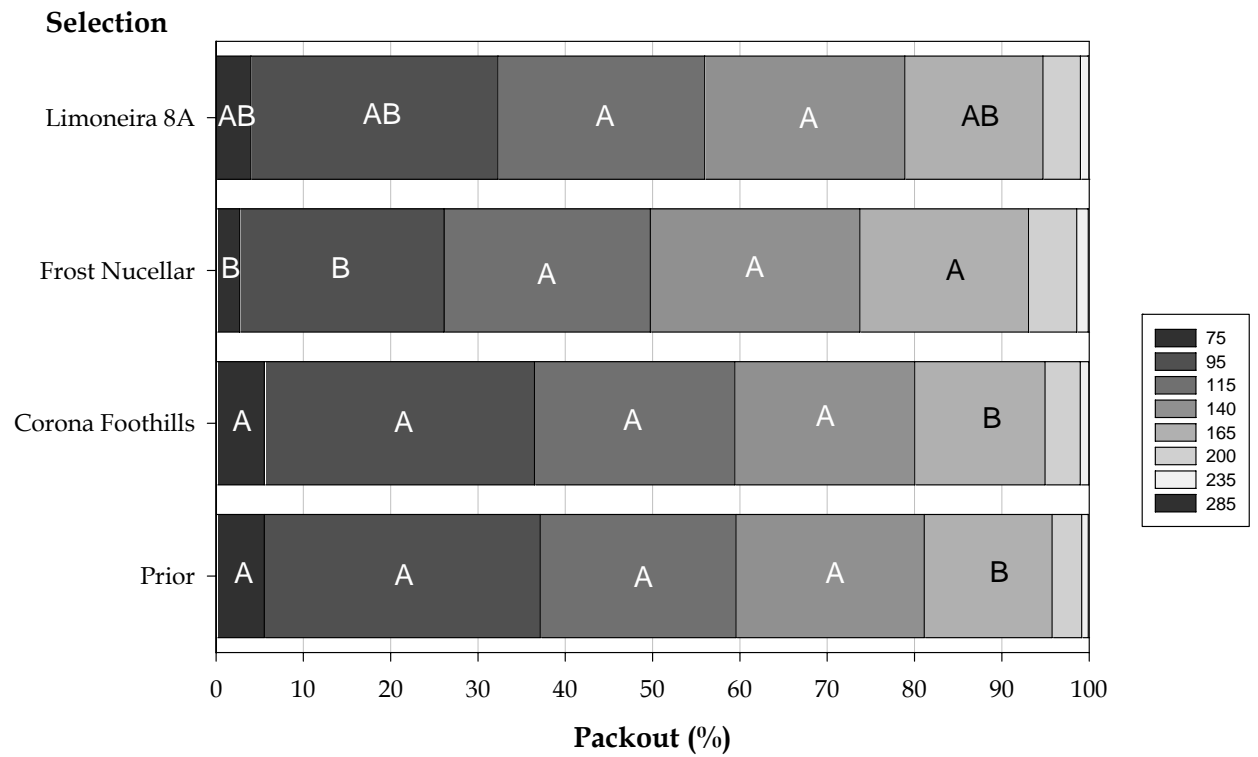 Selection
Limoneira 8A
AB AB A A AB
Frost Nucellar
B B A A A
Corona Foothills
A A A A B
Prior
A A A A B
0 10 20 30 40 50 60 70 80 90 100
Packout (%)
75
95
115
140
165
200
235
285